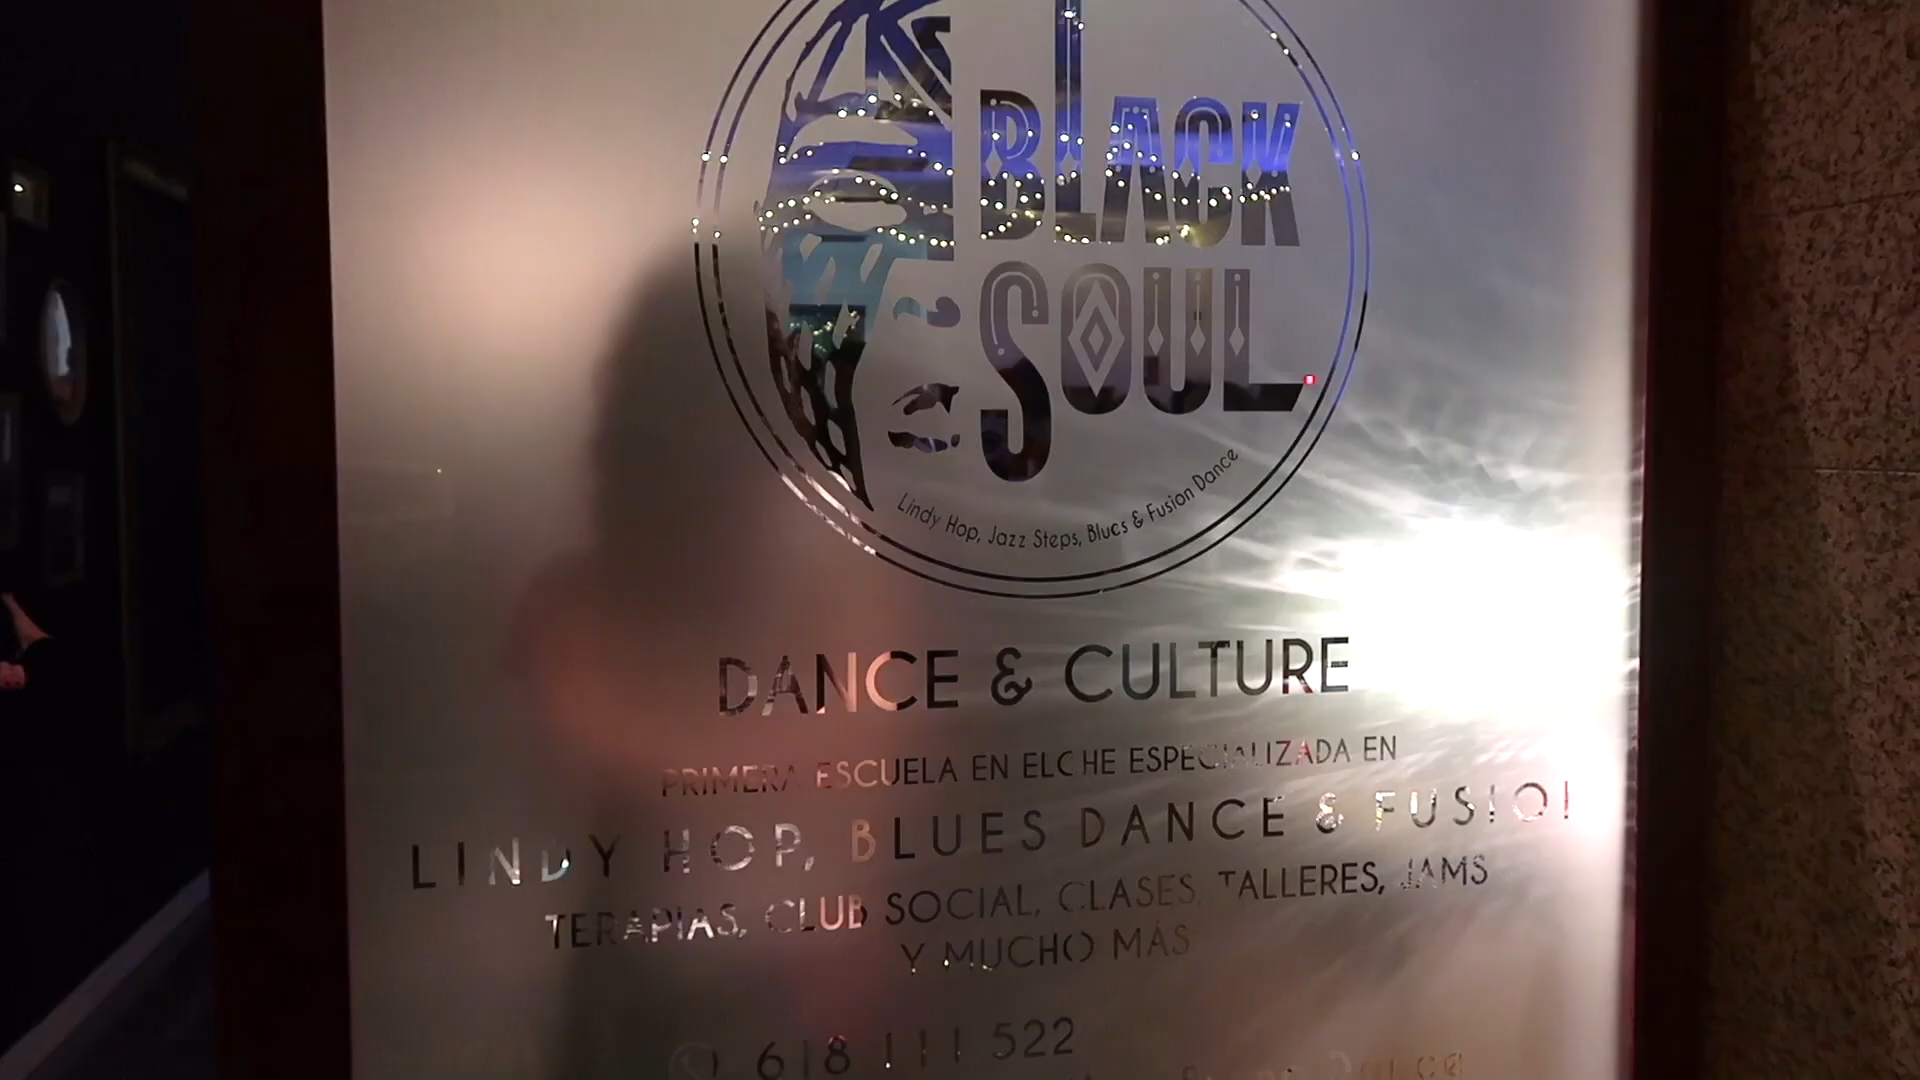 BLACK
SOUL
Lindy Hop, Jazz Steps, Blues & Fusion Dance
DANCE & CULTURE
PRIMERA ESCUELA EN ELCHE ESPECIALIZADA EN
LINDY HOP, BLUES DANCE & FUSION
TERAPIAS, CLUB SOCIAL, CLASES, TALLERES, JAMS
Y MUCHO MÁS
618 111 522